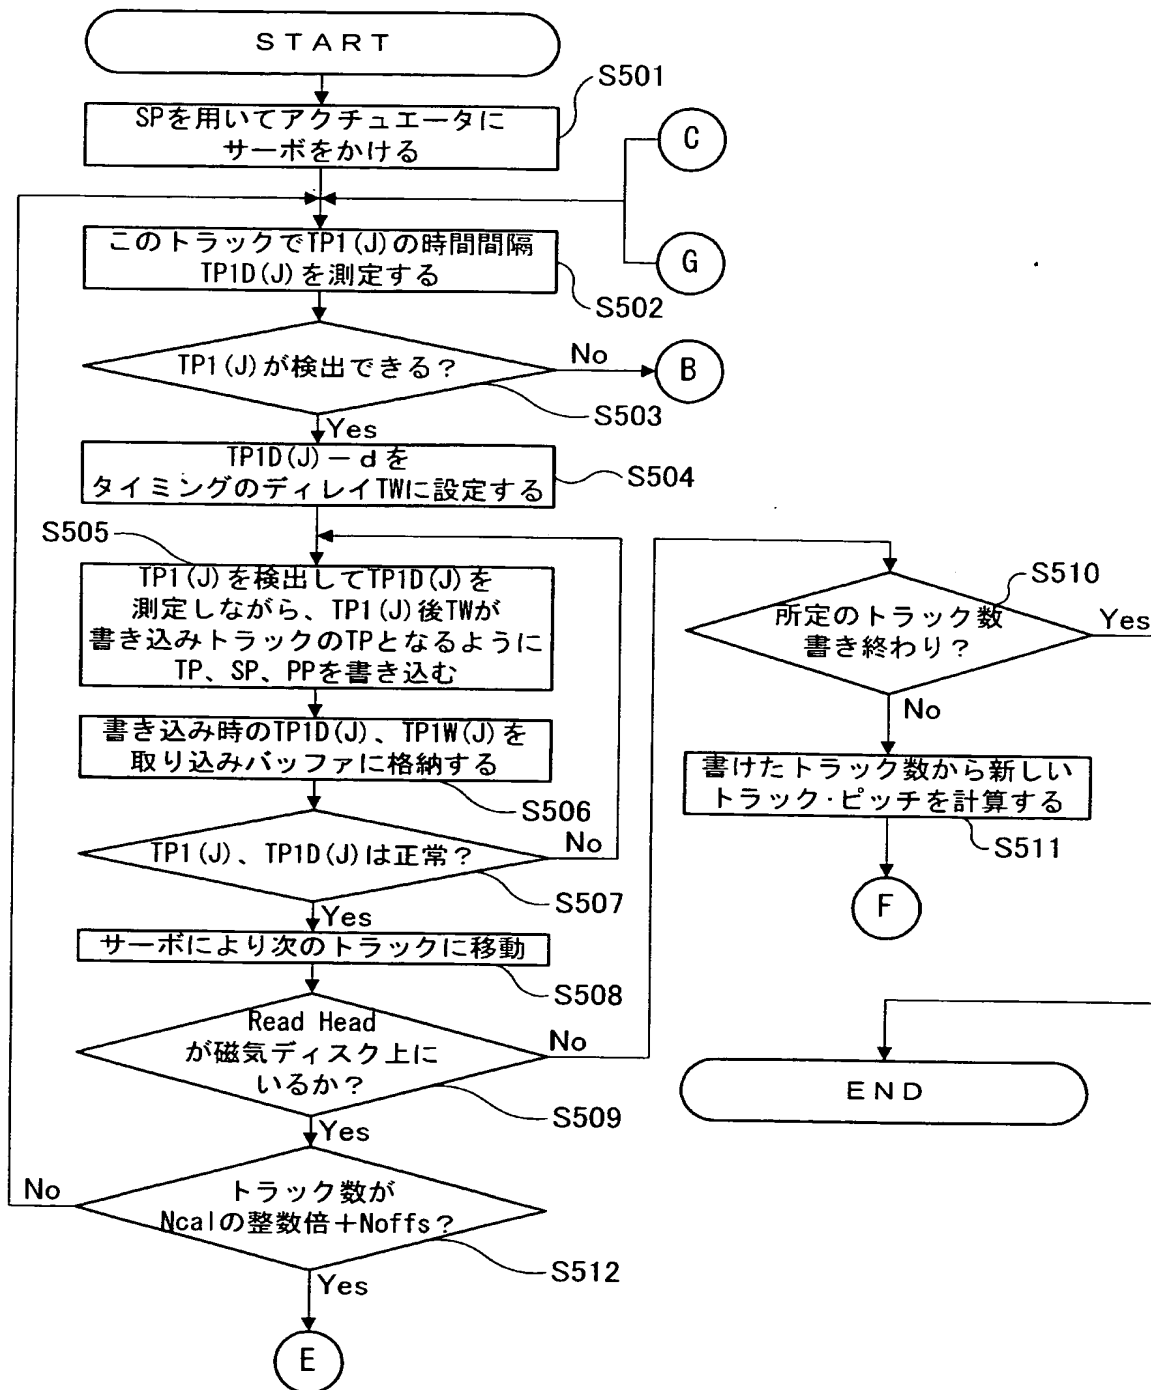 START
S501
SPを用いてアクチュエータに
サーボをかける
C
このトラックでTP1(J)の時間間隔
TP1D(J)を測定する
G
S502
TP1(J)が検出できる？
No
B
S503
Yes
TP1D(J)－dを
タイミングのディレイTWに設定する
S504
S505
TP1(J)を検出してTP1D(J)を
測定しながら、TP1(J)後TWが
書き込みトラックのTPとなるように
TP、SP、PPを書き込む
書き込み時のTP1D(J)、TP1W(J)を
取り込みバッファに格納する
S506
TP1(J)、TP1D(J)は正常？
No
S507
Yes
サーボにより次のトラックに移動
S508
Read Head
が磁気ディスク上に
いるか？
No
S509
Yes
トラック数が
Ncalの整数倍＋Noffs？
No
S512
Yes
E
S510
所定のトラック数
書き終わり？
Yes
No
書けたトラック数から新しい
トラック・ピッチを計算する
S511
F
END